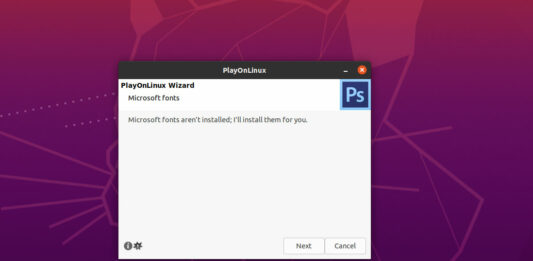 PlayOnLinux
PlayOnLinux Wizard
Microsoft fonts
Ps
Microsoft fonts aren't installed; I'll install them for you.
Next
Cancel